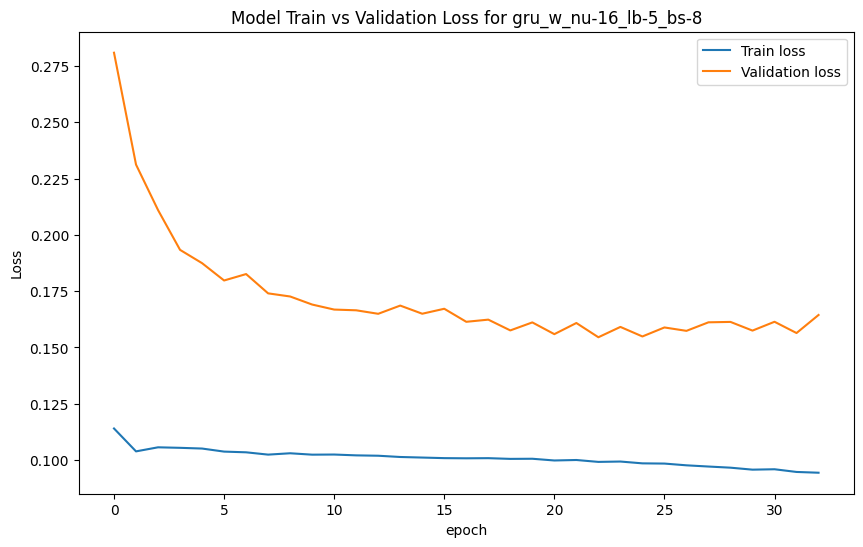 Model Train vs Validation Loss for gru_w_nu-16_lb-5_bs-8
Train loss
Validation loss
0.275
0.250
0.225
0.200
0.175
0.150
0.125
0.100
Loss
0 5 10 15 20 25 30
epoch